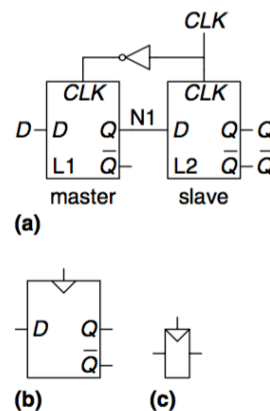 CLK
CLK CLK
D D Q N1 D Q Q
L1 Q̅ L2 Q̅ Q̅
master slave
(a)
D Q
Q̅
(b) (c)